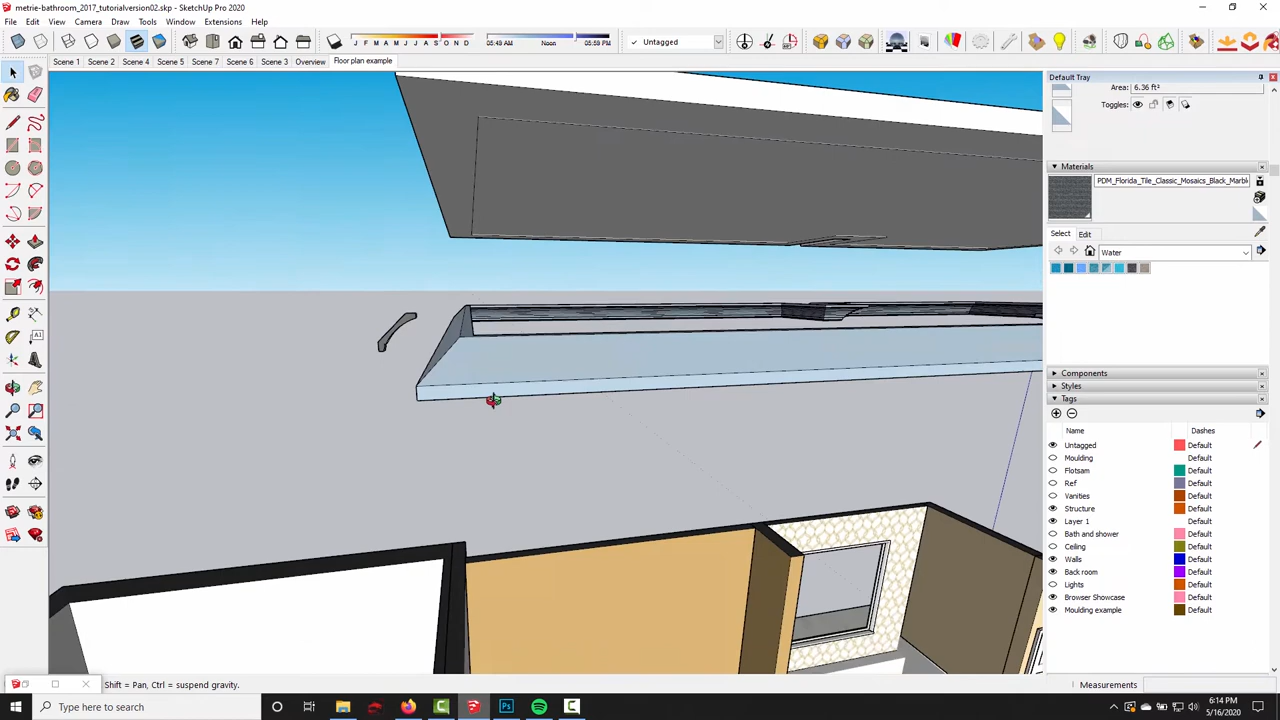 metrie-bathroom_2017_tutorialversion02.skp - SketchUp Pro 2020
File Edit View Camera Draw Tools Window Extensions Help
J F M A M J J A S O N D
05:49 AM Noon 05:59 PM
Untagged
Scene 1 Scene 2 Scene 4 Scene 5 Scene 7 Scene 6 Scene 3 Overview Floor plan example
Default Tray
Area: 6.36 ft²
Toggles:
Materials
PDM_Florida_Tile_Classic_Mosaics_Black_Marbl
Select Edit
Water
Components
Styles
Tags
Name Dashes
Untagged Default
Moulding Default
Flotsam Default
Ref Default
Vanities Default
Structure Default
Layer 1 Default
Bath and shower Default
Ceiling Default
Walls Default
Back room Default
Lights Default
Browser Showcase Default
Moulding example Default
Shift = Pan, Ctrl = suspend gravity.
Measurements
Type here to search
6:14 PM
5/16/2020